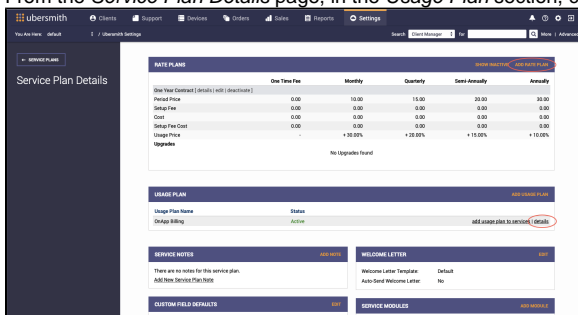 From the Service Plan Details page, in the Usage Plan section, c
ubersmith Clients Support Devices Orders Sales Reports Settings
You Are Here: default / Ubersmith Settings Search Client Manager for More | Advanced
← SERVICE PLANS
Service Plan Details
RATE PLANS SHOW INACTIVE ADD RATE PLAN
One Time Fee Monthly Quarterly Semi-Annually Annually
One Year Contract [ details | edit | deactivate ]
Period Price 0.00 10.00 15.00 20.00 30.00
Setup Fee 0.00 0.00 0.00 0.00 0.00
Cost 0.00 0.00 0.00 0.00 0.00
Setup Fee Cost 0.00 0.00 0.00 0.00 0.00
Usage Price - + 30.00% + 20.00% + 15.00% + 10.00%
Upgrades
No Upgrades found
USAGE PLAN ADD USAGE PLAN
Usage Plan Name Status
OnApp Billing Active add usage plan to services | details
SERVICE NOTES ADD NOTE
There are no notes for this service plan.
Add New Service Plan Note
WELCOME LETTER EDIT
Welcome Letter Template: Default
Auto-Send Welcome Letter: No
CUSTOM FIELD DEFAULTS EDIT
SERVICE MODULES ADD MODULE